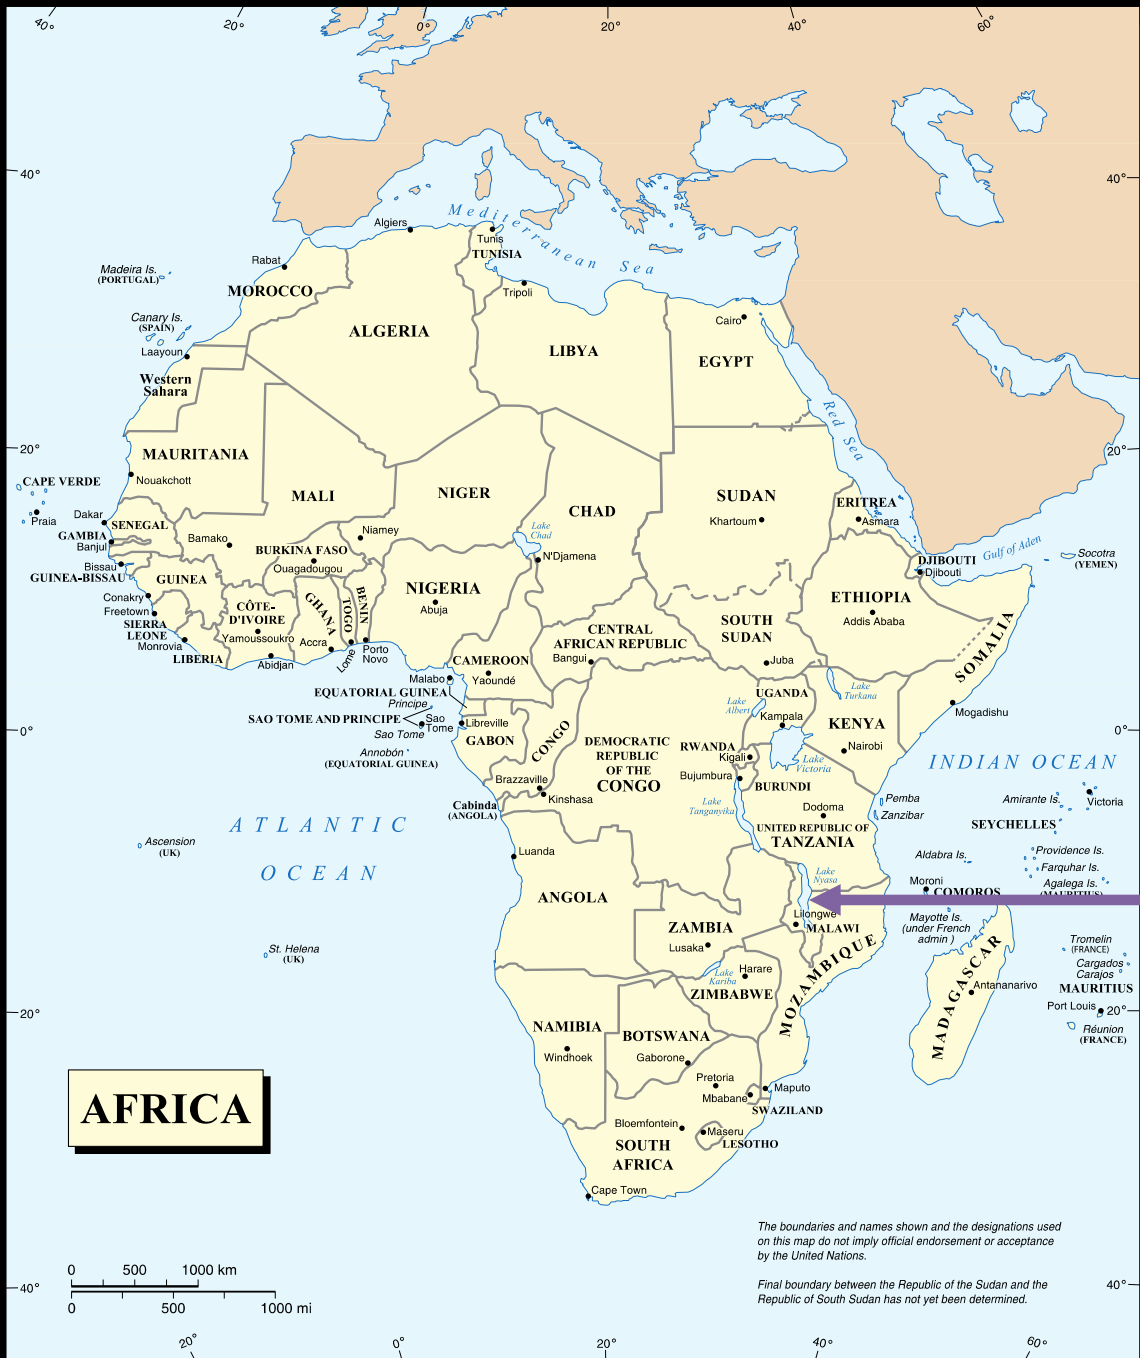 40°
20°
0°
20°
40°
60°
40°
40°
Mediterranean Sea
Algiers
Tunis
TUNISIA
Rabat
Madeira Is.
(PORTUGAL)
MOROCCO
Tripoli
Canary Is.
(SPAIN)
Laayoun
ALGERIA
LIBYA
Cairo
EGYPT
Western
Sahara
Red Sea
20°
20°
MAURITANIA
Nouakchott
CAPE VERDE
Praia
MALI
NIGER
CHAD
SUDAN
Khartoum
ERITREA
Asmara
Dakar
SENEGAL
GAMBIA
Banjul
Bissau
GUINEA-BISSAU
Bamako
Niamey
BURKINA FASO
Ouagadougou
Lake
Chad
N'Djamena
Gulf of Aden
Socotra
(YEMEN)
DJIBOUTI
Djibouti
GUINEA
Conakry
Freetown
SIERRA
LEONE
Monrovia
LIBERIA
CÔTE-
D'IVOIRE
Yamoussoukro
Abidjan
GHANA
Accra
TOGO
Lome
BENIN
Porto
Novo
NIGERIA
Abuja
ETHIOPIA
Addis Ababa
SOUTH
SUDAN
Juba
CENTRAL
AFRICAN REPUBLIC
Bangui
SOMALIA
Mogadishu
CAMEROON
Yaoundé
Malabo
EQUATORIAL GUINEA
Principe
SAO TOME AND PRINCIPE
Sao
Tome
Sao Tome
Libreville
GABON
CONGO
Annobón
(EQUATORIAL GUINEA)
0°
0°
UGANDA
Lake
Albert
Kampala
Lake
Turkana
KENYA
Nairobi
DEMOCRATIC
REPUBLIC
OF THE
CONGO
RWANDA
Kigali
Bujumbura
BURUNDI
Lake
Victoria
INDIAN OCEAN
Brazzaville
Kinshasa
Cabinda
(ANGOLA)
Lake
Tanganyika
Dodoma
UNITED REPUBLIC OF
TANZANIA
Pemba
Zanzibar
Amirante Is.
Victoria
SEYCHELLES
ATLANTIC
OCEAN
Ascension
(UK)
Luanda
Aldabra Is.
Providence Is.
Farquhar Is.
Agalega Is.
(MAURITIUS)
Lake
Nyasa
Moroni
COMOROS
Mayotte Is.
(under French
admin )
ANGOLA
ZAMBIA
Lusaka
Lilongwe
MALAWI
St. Helena
(UK)
Lake
Kariba
Harare
ZIMBABWE
MOZAMBIQUE
MADAGASCAR
Antananarivo
Tromelin
(FRANCE)
Cargados
Carajos
MAURITIUS
Port Louis
Réunion
(FRANCE)
20°
20°
NAMIBIA
Windhoek
BOTSWANA
Gaborone
Pretoria
Mbabane
Maputo
SWAZILAND
Bloemfontein
Maseru
LESOTHO
SOUTH
AFRICA
Cape Town
AFRICA
The boundaries and names shown and the designations used
on this map do not imply official endorsement or acceptance
by the United Nations.
Final boundary between the Republic of the Sudan and the
Republic of South Sudan has not yet been determined.
0 500 1000 km
0 500 1000 mi
40°
40°
20°
0°
20°
40°
60°